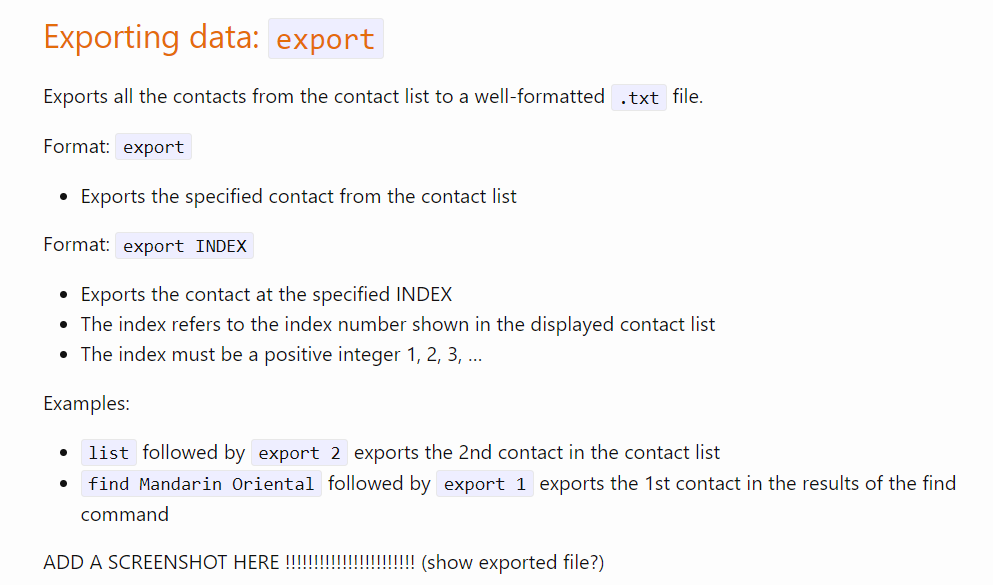 Exporting data: export
Exports all the contacts from the contact list to a well-formatted .txt file.
Format: export
• Exports the specified contact from the contact list
Format: export INDEX
• Exports the contact at the specified INDEX
• The index refers to the index number shown in the displayed contact list
• The index must be a positive integer 1, 2, 3, …
Examples:
• list followed by export 2 exports the 2nd contact in the contact list
• find Mandarin Oriental followed by export 1 exports the 1st contact in the results of the find
command
ADD A SCREENSHOT HERE !!!!!!!!!!!!!!!!!!!!!!! (show exported file?)